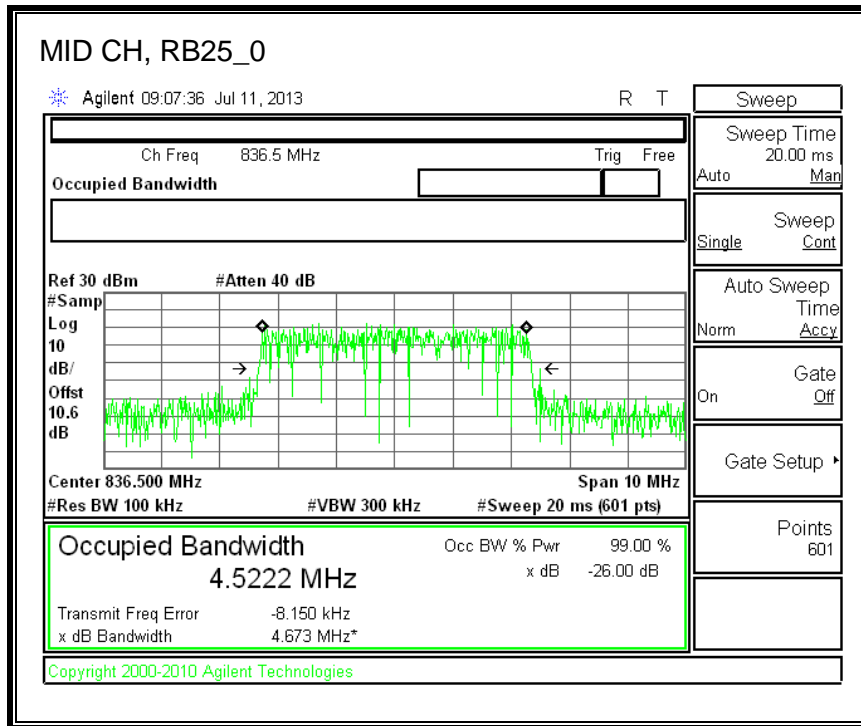 MID CH, RB25_0
Agilent 09:07:36 Jul 11, 2013 R T
Ch Freq 836.5 MHz Trig Free
Occupied Bandwidth
Ref 30 dBm #Atten 40 dB
#Samp
Log
10
dB/
Offst
10.6
dB
Center 836.500 MHz Span 10 MHz
#Res BW 100 kHz #VBW 300 kHz #Sweep 20 ms (601 pts)
Occupied Bandwidth Occ BW % Pwr 99.00 %
4.5222 MHz x dB -26.00 dB
Transmit Freq Error -8.150 kHz
x dB Bandwidth 4.673 MHz*
Copyright 2000-2010 Agilent Technologies
Sweep
Sweep Time
20.00 ms
Auto Man
Sweep
Single Cont
Auto Sweep
Time
Norm Accy
Gate
On Off
Gate Setup
Points
601